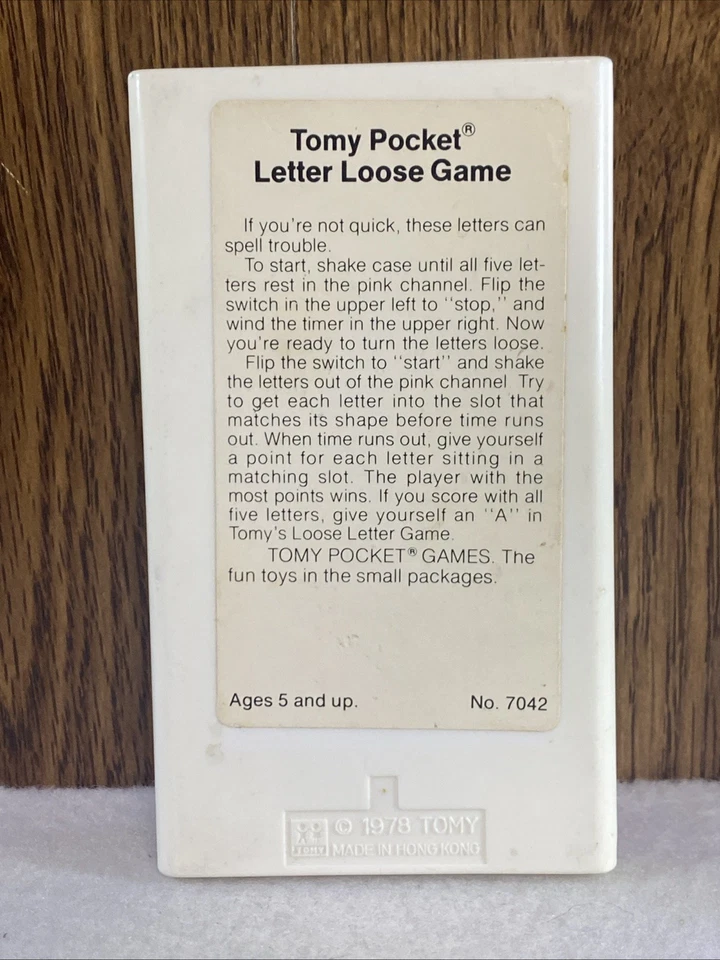 Tomy Pocket®
Letter Loose Game
If you're not quick, these letters can
spell trouble.
To start, shake case until all five let-
ters rest in the pink channel. Flip the
switch in the upper left to "stop," and
wind the timer in the upper right. Now
you're ready to turn the letters loose.
Flip the switch to "start" and shake
the letters out of the pink channel Try
to get each letter into the slot that
matches its shape before time runs
out. When time runs out, give yourself
a point for each letter sitting in a
matching slot. The player with the
most points wins. If you score with all
five letters, give yourself an "A" in
Tomy's Loose Letter Game.
TOMY POCKET® GAMES. The
fun toys in the small packages.
Ages 5 and up. No. 7042
© 1978 TOMY
TOMY MADE IN HONG KONG